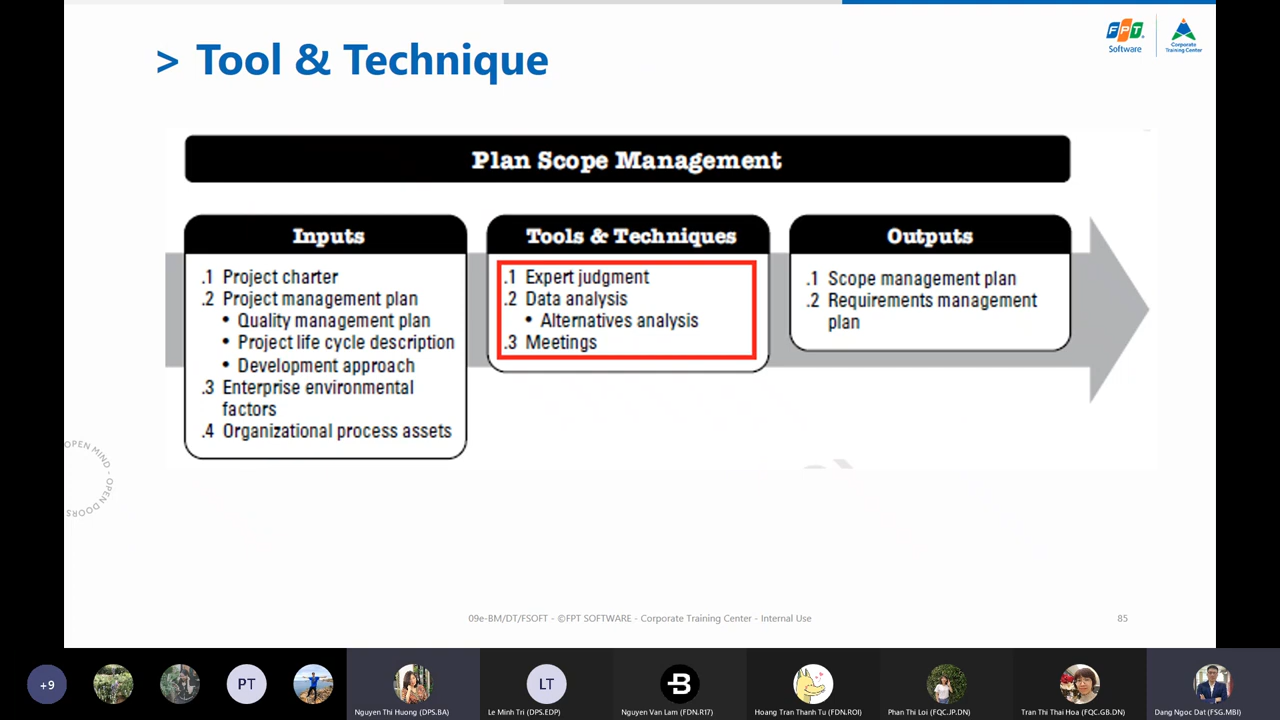 > Tool & Technique
FPT
Software
Corporate
Training Center
Plan Scope Management
Inputs
.1 Project charter
.2 Project management plan
• Quality management plan
• Project life cycle description
• Development approach
.3 Enterprise environmental
factors
.4 Organizational process assets
Tools & Techniques
.1 Expert judgment
.2 Data analysis
• Alternatives analysis
.3 Meetings
Outputs
.1 Scope management plan
.2 Requirements management
plan
OPEN MIND - OPEN DOORS
09e-BM/DT/FSOFT - ©FPT SOFTWARE - Corporate Training Center - Internal Use
85
+9
PT
LT
B
Nguyen Thi Huong (DPS.BA)
Le Minh Tri (DPS.EDP)
Nguyen Van Lam (FDN.R17)
Hoang Tran Thanh Tu (FDN.ROI)
Phan Thi Loi (FQC.JP.DN)
Tran Thi Thai Hoa (FQC.GB.DN)
Dang Ngoc Dat (FSG.MBI)